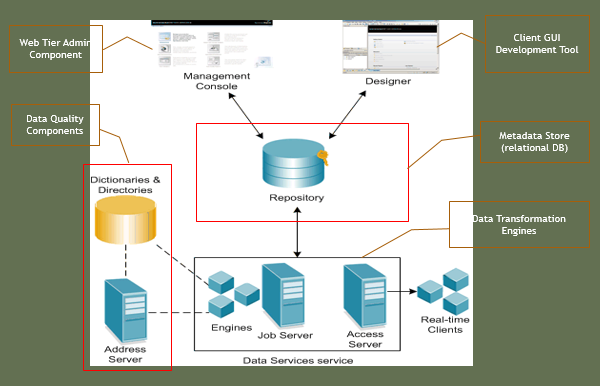 Web Tier Admin
Component
Client GUI
Development Tool
Management
Console
Designer
Data Quality
Components
Metadata Store
(relational DB)
Dictionaries &
Directories
Repository
Data Transformation
Engines
Engines
Job Server
Access
Server
Real-time
Clients
Address
Server
Data Services service